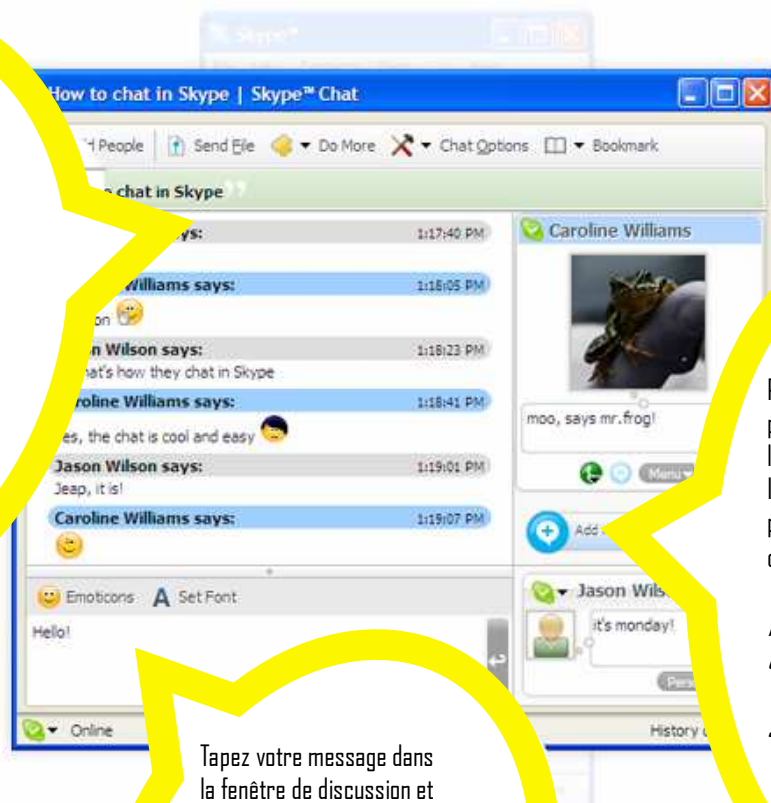 Skype™
How to chat in Skype | Skype™ Chat
People Send File Do More Chat Options Bookmark
chat in Skype
says: 1:17:40 PM
Williams says: 1:18:05 PM
Wilson says: 1:18:23 PM
that's how they chat in Skype
Caroline Williams says: 1:18:41 PM
yes, the chat is cool and easy
Jason Wilson says: 1:19:01 PM
Jeap, it is!
Caroline Williams says: 1:19:07 PM
Emoticons A Set Font
Hello!
Online
Caroline Williams
moo, says mr.frog!
Menu
Add
Jason Wils
it's monday!
History
Tapez votre message dans
la fenêtre de discussion et